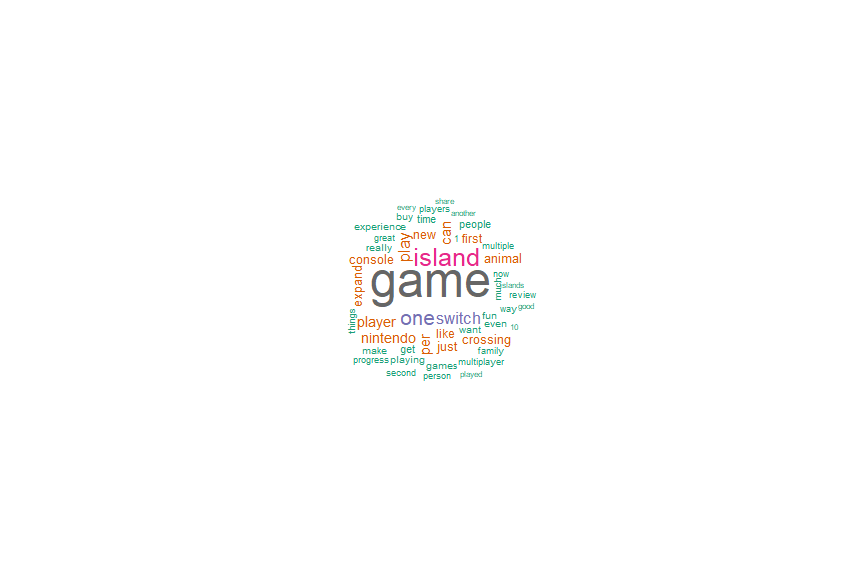 share
every
players
another
buy
time
experience
can
people
great
play
new
1
first
really
multiple
console
island
animal
expand
game
now
much
islands
review
way
good
things
player
one
switch
fun
even
10
nintendo
per
like
want
crossing
make
get
just
family
progress
playing
games
multiplayer
second
person
played